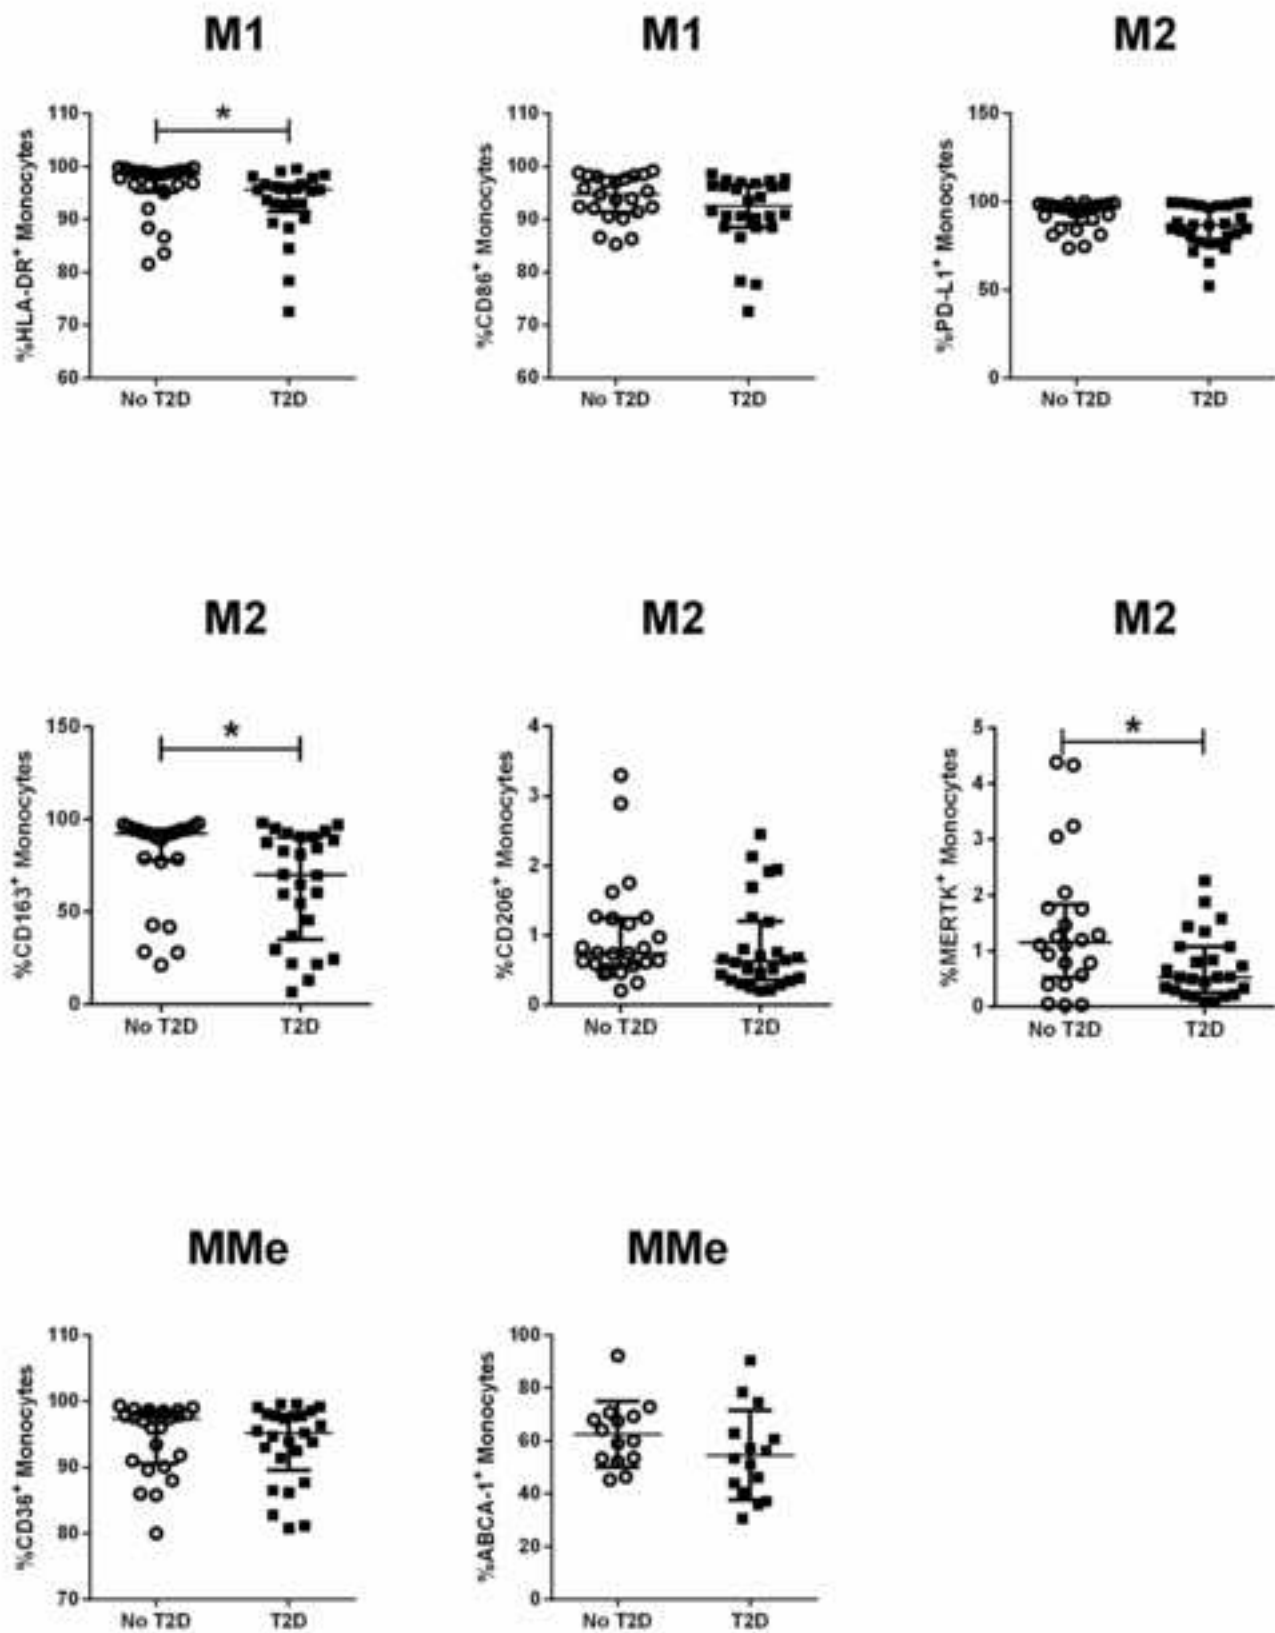 M1
M1
M2
%HLA-DR⁺ Monocytes
110
100
90
80
70
60
*
No T2D
T2D
%CD86⁺ Monocytes
110
100
90
80
70
60
No T2D
T2D
%PD-L1⁺ Monocytes
150
100
50
0
No T2D
T2D
M2
M2
M2
%CD163⁺ Monocytes
150
100
50
0
*
No T2D
T2D
%CD206⁺ Monocytes
4
3
2
1
0
No T2D
T2D
%MERTK⁺ Monocytes
5
4
3
2
1
0
*
No T2D
T2D
MMe
MMe
%CD36⁺ Monocytes
110
100
90
80
70
No T2D
T2D
%ABCA-1⁺ Monocytes
100
80
60
40
20
0
No T2D
T2D